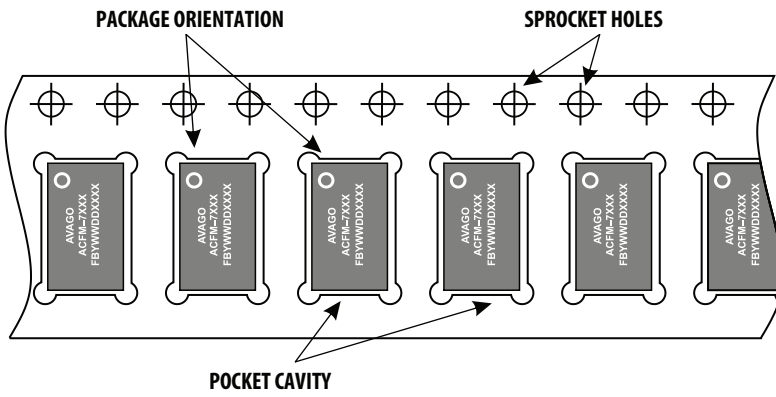 PACKAGE ORIENTATION
SPROCKET HOLES
AVAGO
ACFM–7XXX
FBYWWDDXXXX
AVAGO
ACFM–7XXX
FBYWWDDXXXX
AVAGO
ACFM–7XXX
FBYWWDDXXXX
AVAGO
ACFM–7XXX
FBYWWDDXXXX
AVAGO
ACFM–7XXX
FBYWWDDXXXX
AVAGO
ACFM–7XXX
FBYWWDDXXXX
POCKET CAVITY